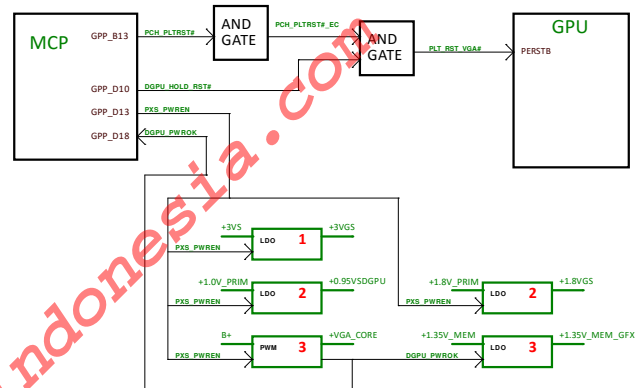 MCP
GPP_B13
PCH_PLTRST#
AND
GATE
PCH_PLTRST#_EC
AND
GATE
PLT_RST_VGA#
GPU
PERSTB
GPP_D10
DGPU_HOLD_RST#
GPP_D13
PXS_PWREN
GPP_D18
DGPU_PWROK
+3VS
LDO
1
+3VGS
PXS_PWREN
+1.0V_PRIM
LDO
2
+0.95VSDGPU
PXS_PWREN
+1.8V_PRIM
LDO
2
+1.8VGS
PXS_PWREN
B+
PWM
3
+VGA_CORE
PXS_PWREN
+1.35V_MEM
LDO
3
+1.35V_MEM_GFX
DGPU_PWROK
indonesia.com